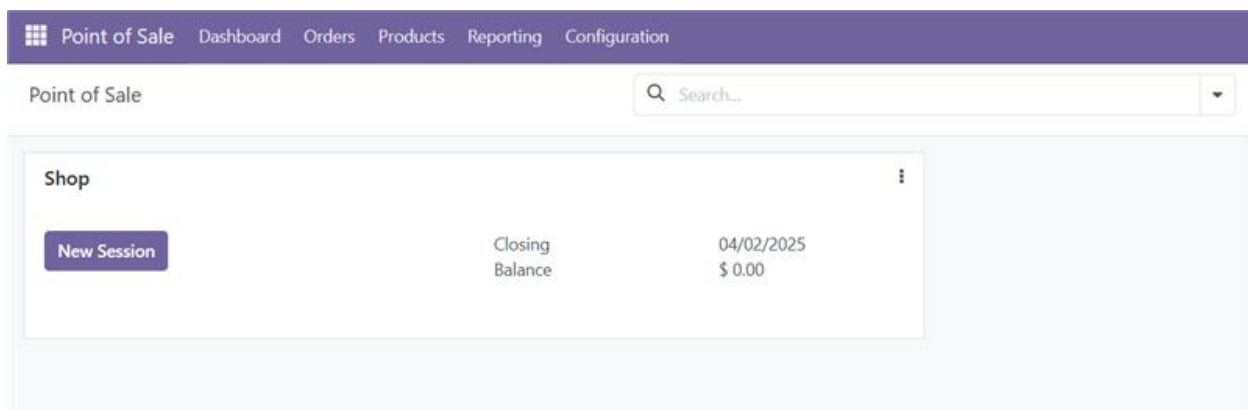 Point of Sale Dashboard Orders Products Reporting Configuration
Point of Sale
Search...
Shop
New Session
Closing 04/02/2025
Balance $ 0.00